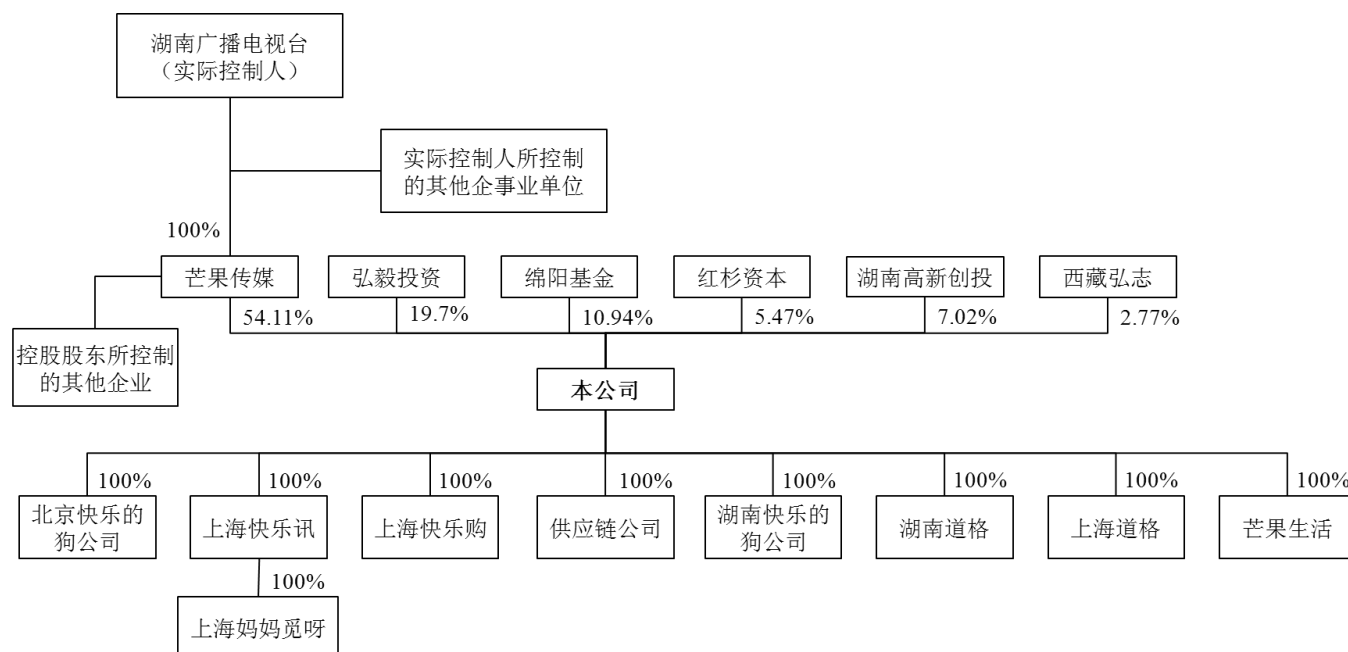 湖南广播电视台
（实际控制人）
实际控制人所控制
的其他企事业单位
100%
芒果传媒
弘毅投资
绵阳基金
红杉资本
湖南高新创投
西藏弘志
54.11%
19.7%
10.94%
5.47%
7.02%
2.77%
控股股东所控制
的其他企业
本公司
100%
100%
100%
100%
100%
100%
100%
100%
北京快乐的
狗公司
上海快乐讯
上海快乐购
供应链公司
湖南快乐的
狗公司
湖南道格
上海道格
芒果生活
100%
上海妈妈觅呀